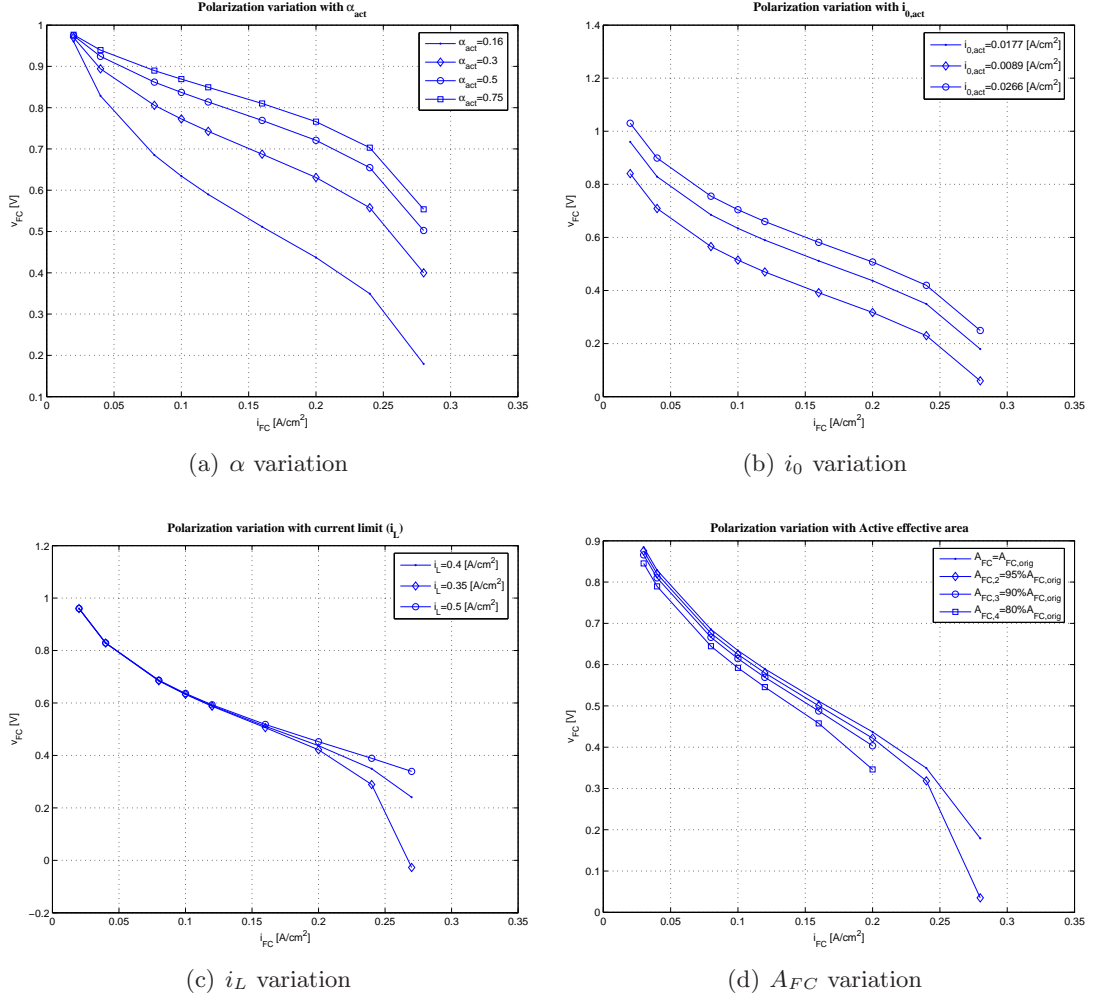 Polarization variation with α_act
α_act=0.16
α_act=0.3
α_act=0.5
α_act=0.75
v_FC [V]
1
0.9
0.8
0.7
0.6
0.5
0.4
0.3
0.2
0.1
0 0.05 0.1 0.15 0.2 0.25 0.3 0.35
i_FC [A/cm²]
(a) α variation
Polarization variation with i_0,act
i_0,act=0.0177 [A/cm²]
i_0,act=0.0089 [A/cm²]
i_0,act=0.0266 [A/cm²]
v_FC [V]
1.4
1.2
1
0.8
0.6
0.4
0.2
0
0 0.05 0.1 0.15 0.2 0.25 0.3 0.35
i_FC [A/cm²]
(b) i_0 variation
Polarization variation with current limit (i_L)
i_L=0.4 [A/cm²]
i_L=0.35 [A/cm²]
i_L=0.5 [A/cm²]
v_FC [V]
1.2
1
0.8
0.6
0.4
0.2
0
−0.2
0 0.05 0.1 0.15 0.2 0.25 0.3 0.35
i_FC [A/cm²]
(c) i_L variation
Polarization variation with Active effective area
A_FC=A_FC,orig
A_FC,2=95%A_FC,orig
A_FC,3=90%A_FC,orig
A_FC,4=80%A_FC,orig
v_FC [V]
0.9
0.8
0.7
0.6
0.5
0.4
0.3
0.2
0.1
0
0 0.05 0.1 0.15 0.2 0.25 0.3 0.35
i_FC [A/cm²]
(d) A_FC variation